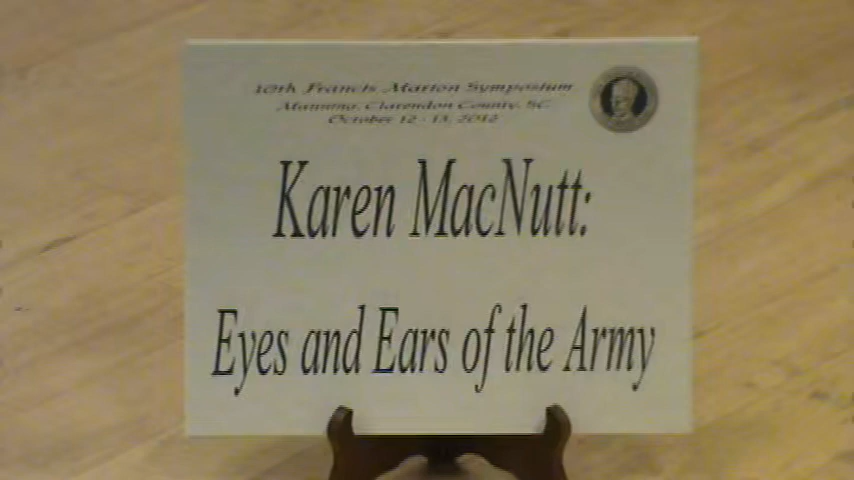 10th Francis Marion Symposium
Manning, Clarendon County, SC
October 12 - 13, 2012
Karen MacNutt:
Eyes and Ears of the Army